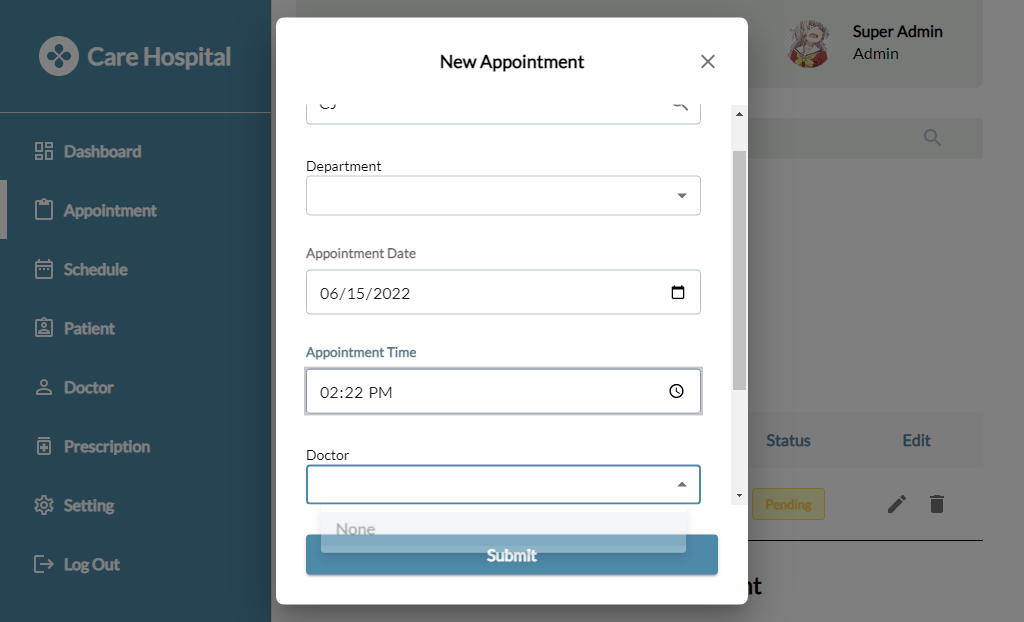 Care Hospital
Dashboard
Appointment
Schedule
Patient
Doctor
Prescription
Setting
Log Out
New Appointment
Department
Appointment Date
06/15/2022
Appointment Time
02:22 PM
Doctor
None
Submit
Super Admin
Admin
Status Edit
Pending